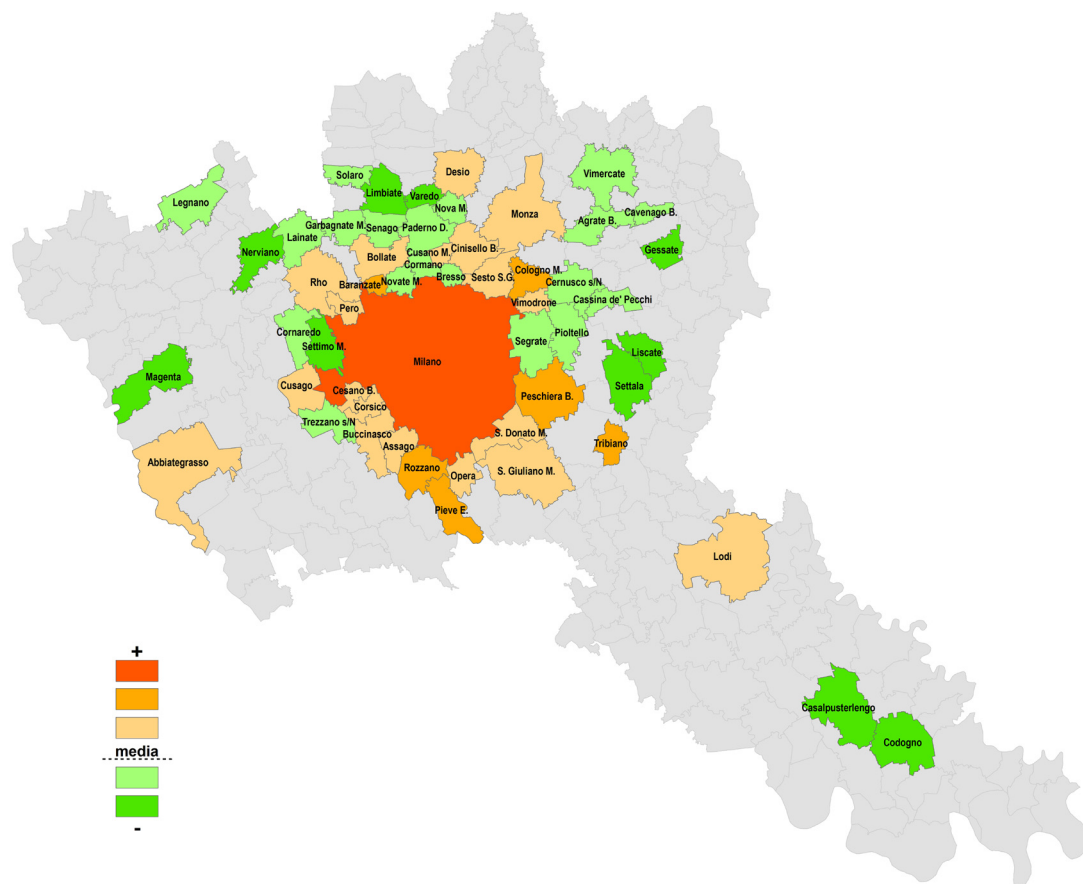 Solaro
Desio
Limbiate
Varedo
Vimercate
Legnano
Nova M.
Monza
Cavenago B.
Garbagnate M.
Senago
Paderno D.
Agrate B.
Lainate
Nerviano
Bollate
Cusano M.
Cinisello B.
Gessate
Cormano
Rho
Baranzate
Novate M.
Bresso
Sesto S.G.
Cologno M.
Cernusco s/N
Pero
Vimodrone
Cassina de' Pecchi
Cornaredo
Settimo M.
Segrate
Pioltello
Liscate
Milano
Magenta
Cusago
Cesano B.
Settala
Peschiera B.
Corsico
Trezzano s/N
Buccinasco
Assago
S. Donato M.
Tribiano
Abbiategrasso
Rozzano
Opera
S. Giuliano M.
Pieve E.
Lodi
+
media
-
Casalpusterlengo
Codogno